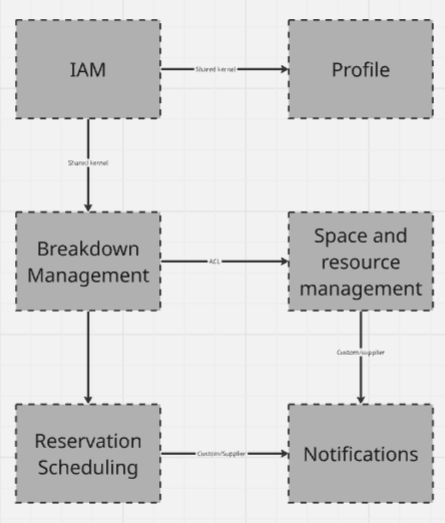 IAM
Shared kernel
Profile
Shared kernel
Breakdown
Management
ACL
Space and
resource
management
Custom/supplier
Reservation
Scheduling
Custom/Supplier
Notifications